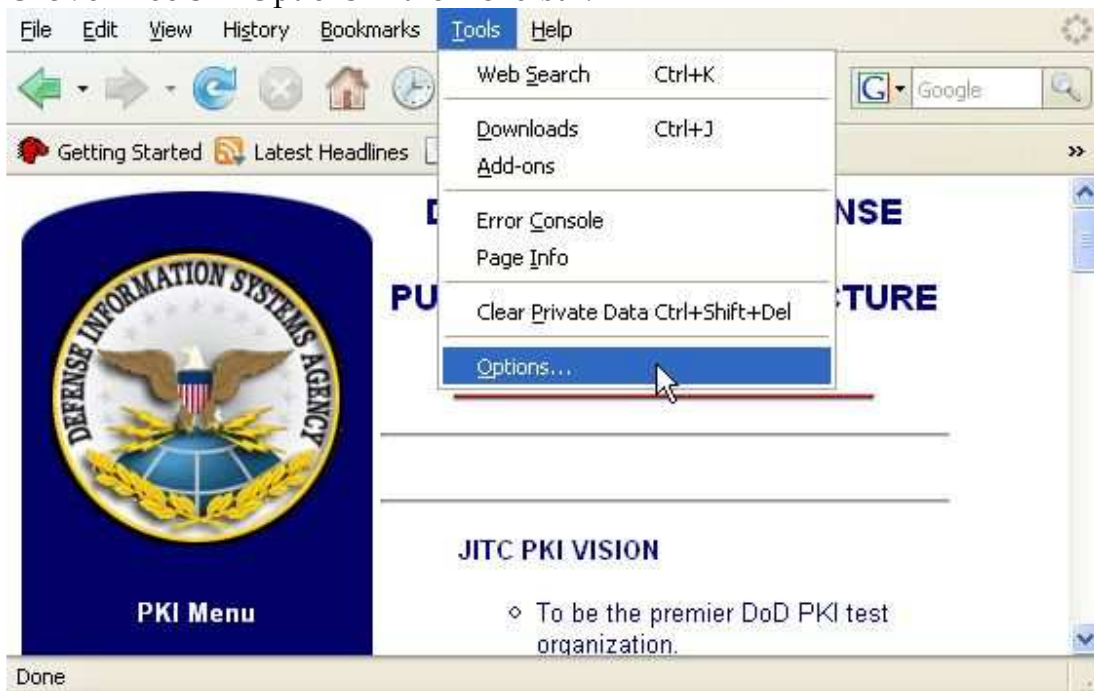 File Edit View History Bookmarks Tools Help
Web Search Ctrl+K
Google
Downloads Ctrl+J
Add-ons
Getting Started Latest Headlines
Error Console
Page Info
Clear Private Data Ctrl+Shift+Del
Options...
NSE
PU CTURE
DEFENSE INFORMATION SYSTEMS AGENCY
JITC PKI VISION
PKI Menu
To be the premier DoD PKI test
organization.
Done